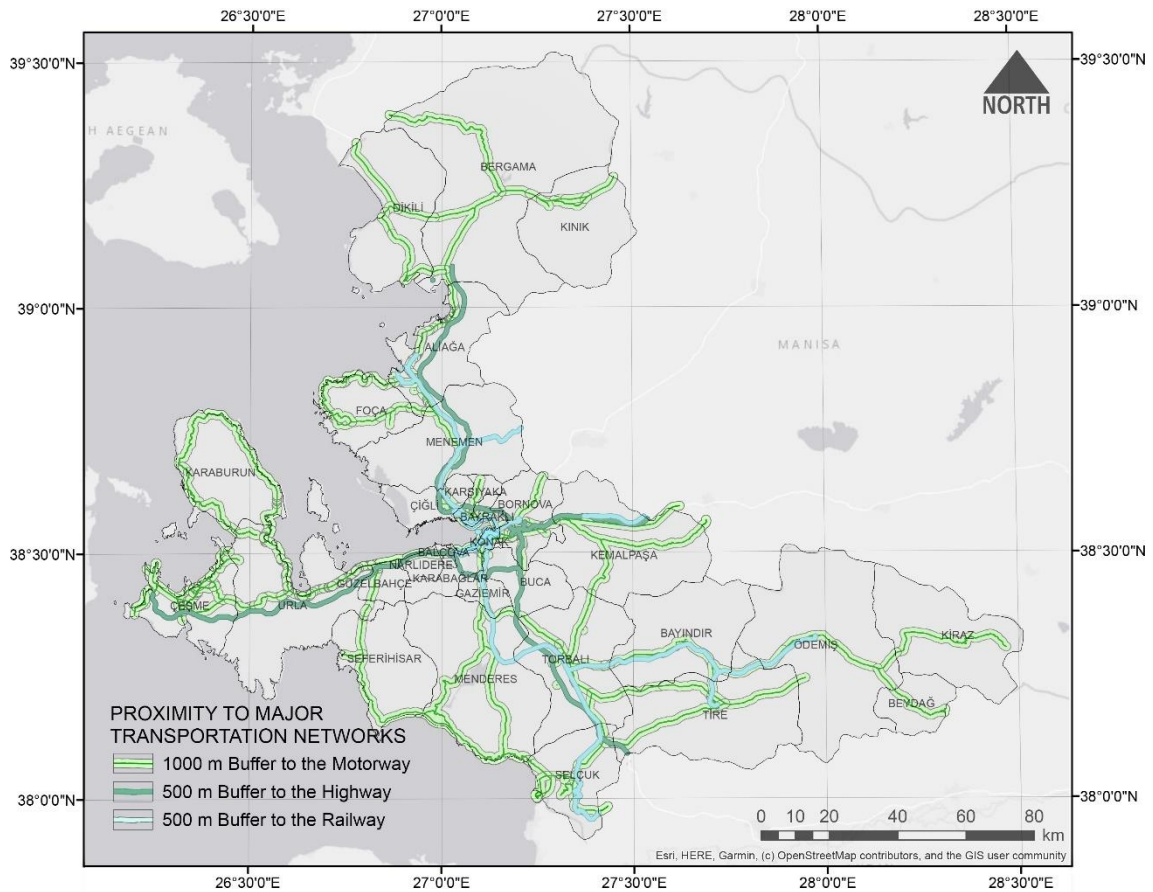 26°30'0"E 27°0'0"E 27°30'0"E 28°0'0"E 28°30'0"E
39°30'0"N 39°30'0"N
NORTH
H AEGEAN
BERGAMA
DİKİLİ
KINIK
39°0'0"N 39°0'0"N
ALİAĞA
MANISA
FOÇA
MENEMEN
KARABURUN
KARŞIYAKA
ÇİĞLİ
BORNOVA
BAYRAKLI
KONAK
38°30'0"N 38°30'0"N
BALÇOVA
KEMALPAŞA
NARLIDERE
KARABAĞLAR
GÜZELBAHÇE
BUCA
GAZİEMİR
ÇEŞME
URLA
BAYINDIR
KİRAZ
ÖDEMİŞ
SEFERİHİSAR
TORBALI
MENDERES
BEYDAĞ
TİRE
PROXIMITY TO MAJOR
TRANSPORTATION NETWORKS
1000 m Buffer to the Motorway
500 m Buffer to the Highway
500 m Buffer to the Railway
SELÇUK
38°0'0"N 38°0'0"N
0 10 20 40 60 80
km
Esri, HERE, Garmin, (c) OpenStreetMap contributors, and the GIS user community
26°30'0"E 27°0'0"E 27°30'0"E 28°0'0"E 28°30'0"E